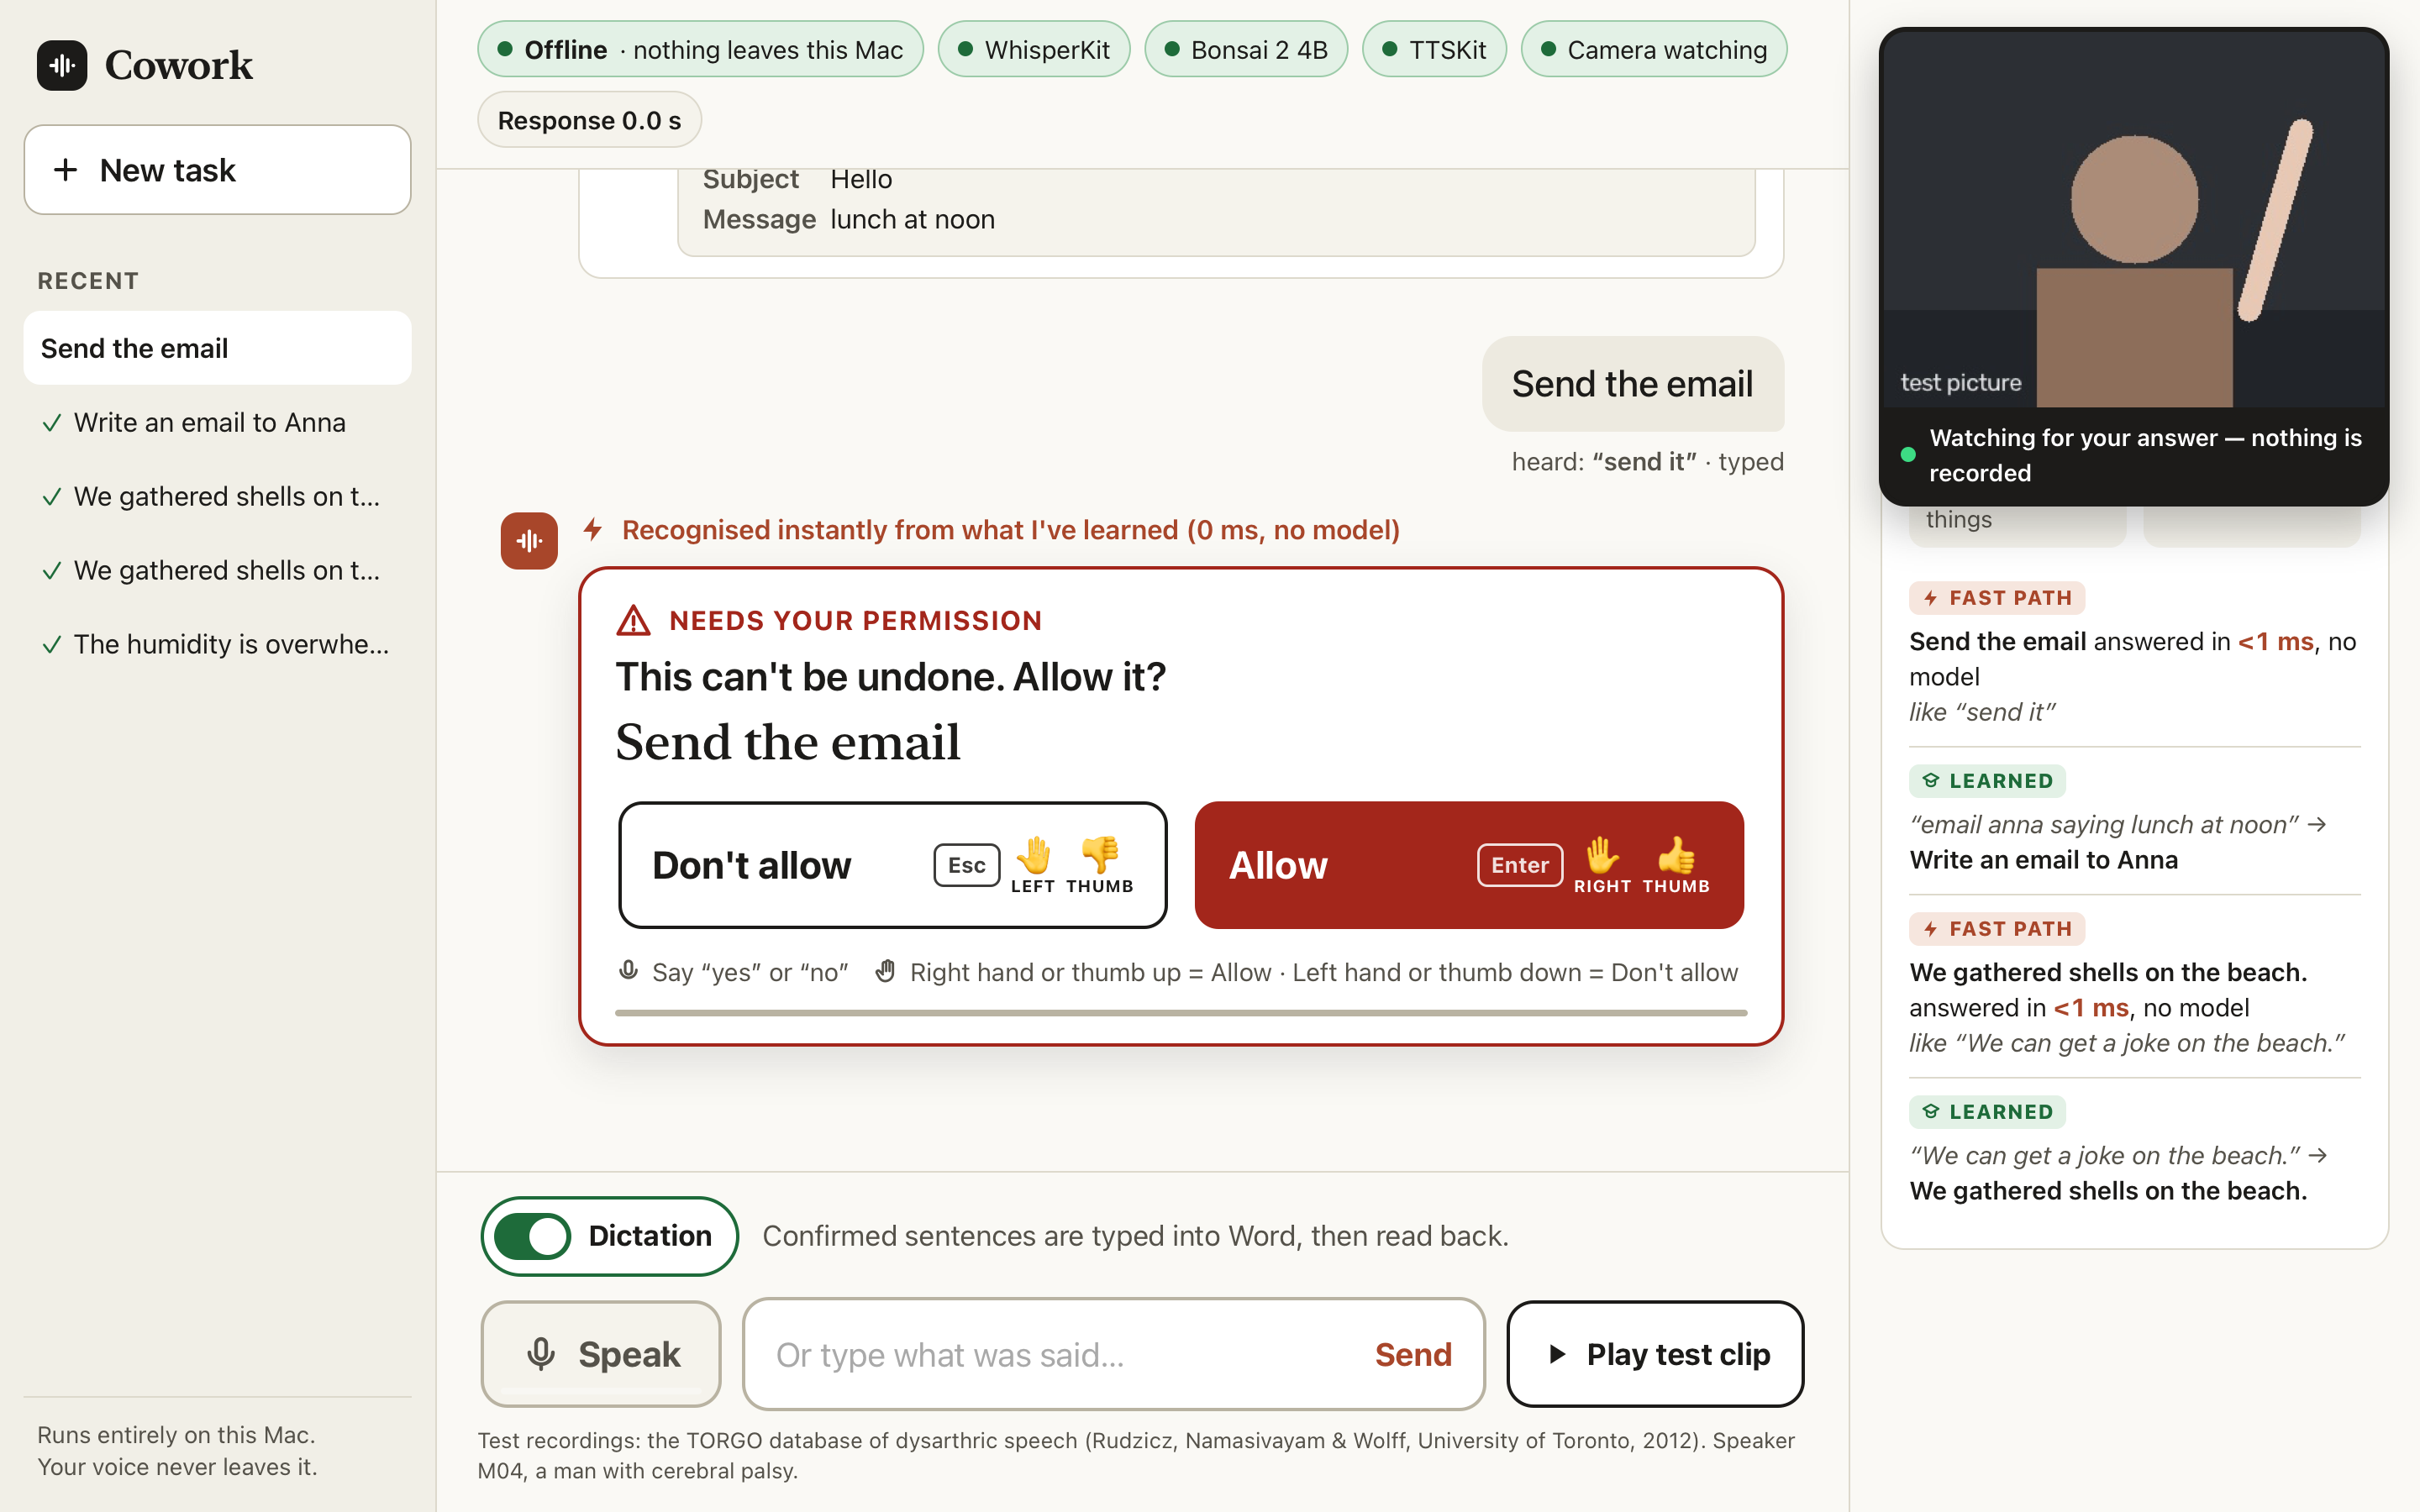 Cowork
New task
RECENT
Send the email
Write an email to Anna
We gathered shells on t...
We gathered shells on t...
The humidity is overwhe...
Runs entirely on this Mac.
Your voice never leaves it.
Offline · nothing leaves this Mac
WhisperKit
Bonsai 2 4B
TTSKit
Camera watching
Response 0.0 s
Subject Hello
Message lunch at noon
Send the email
heard: “send it” · typed
Recognised instantly from what I've learned (0 ms, no model)
NEEDS YOUR PERMISSION
This can't be undone. Allow it?
Send the email
Don't allow Esc LEFT THUMB
Allow Enter RIGHT THUMB
Say “yes” or “no” Right hand or thumb up = Allow · Left hand or thumb down = Don't allow
Dictation Confirmed sentences are typed into Word, then read back.
Speak
Or type what was said... Send
Play test clip
Test recordings: the TORGO database of dysarthric speech (Rudzicz, Namasivayam & Wolff, University of Toronto, 2012). Speaker
M04, a man with cerebral palsy.
test picture
Watching for your answer — nothing is
recorded
things
FAST PATH
Send the email answered in <1 ms, no
model
like “send it”
LEARNED
“email anna saying lunch at noon” →
Write an email to Anna
FAST PATH
We gathered shells on the beach.
answered in <1 ms, no model
like “We can get a joke on the beach.”
LEARNED
“We can get a joke on the beach.” →
We gathered shells on the beach.